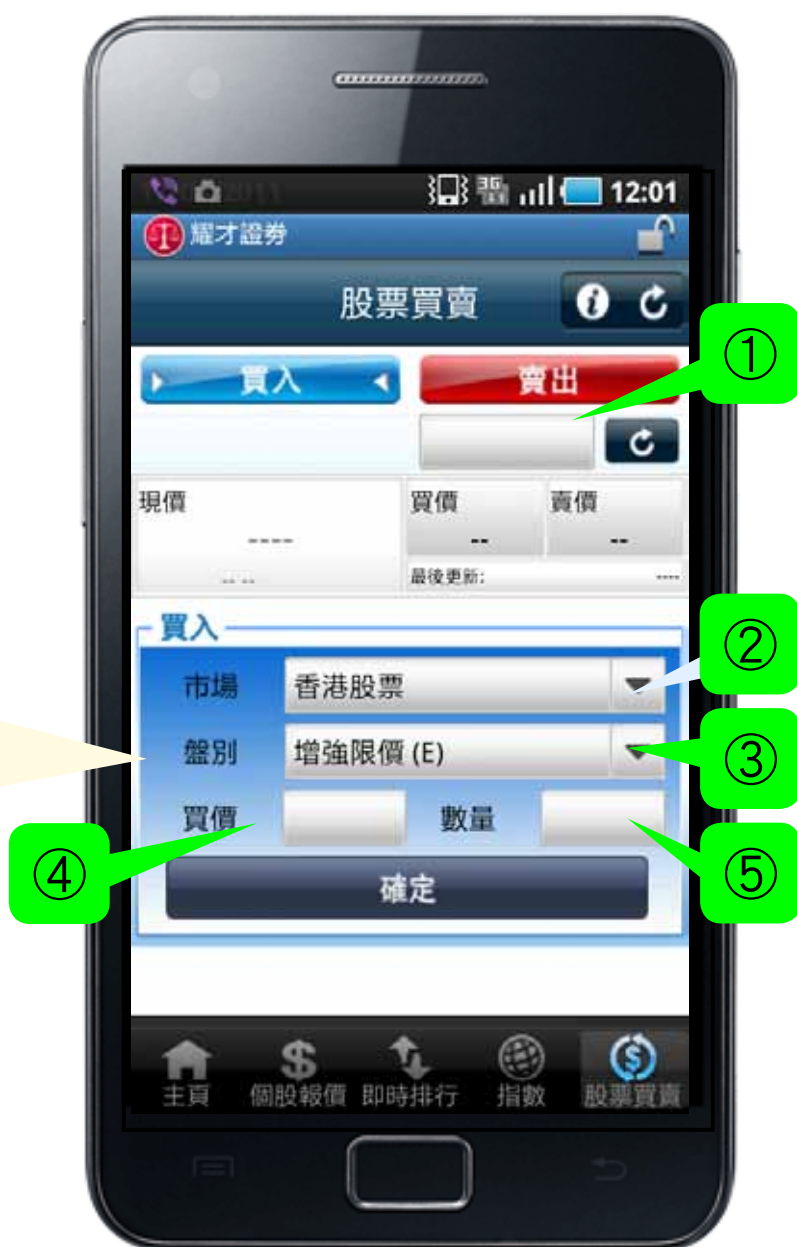 12:01
耀才證券
股票買賣
①
買入 賣出
現價 買價 賣價
---- -- --
-- -- 最後更新: ----
買入
②
市場 香港股票
③
盤別 增強限價 (E)
買價 數量
④ ⑤
確定
主頁 個股報價 即時排行 指數 股票買賣